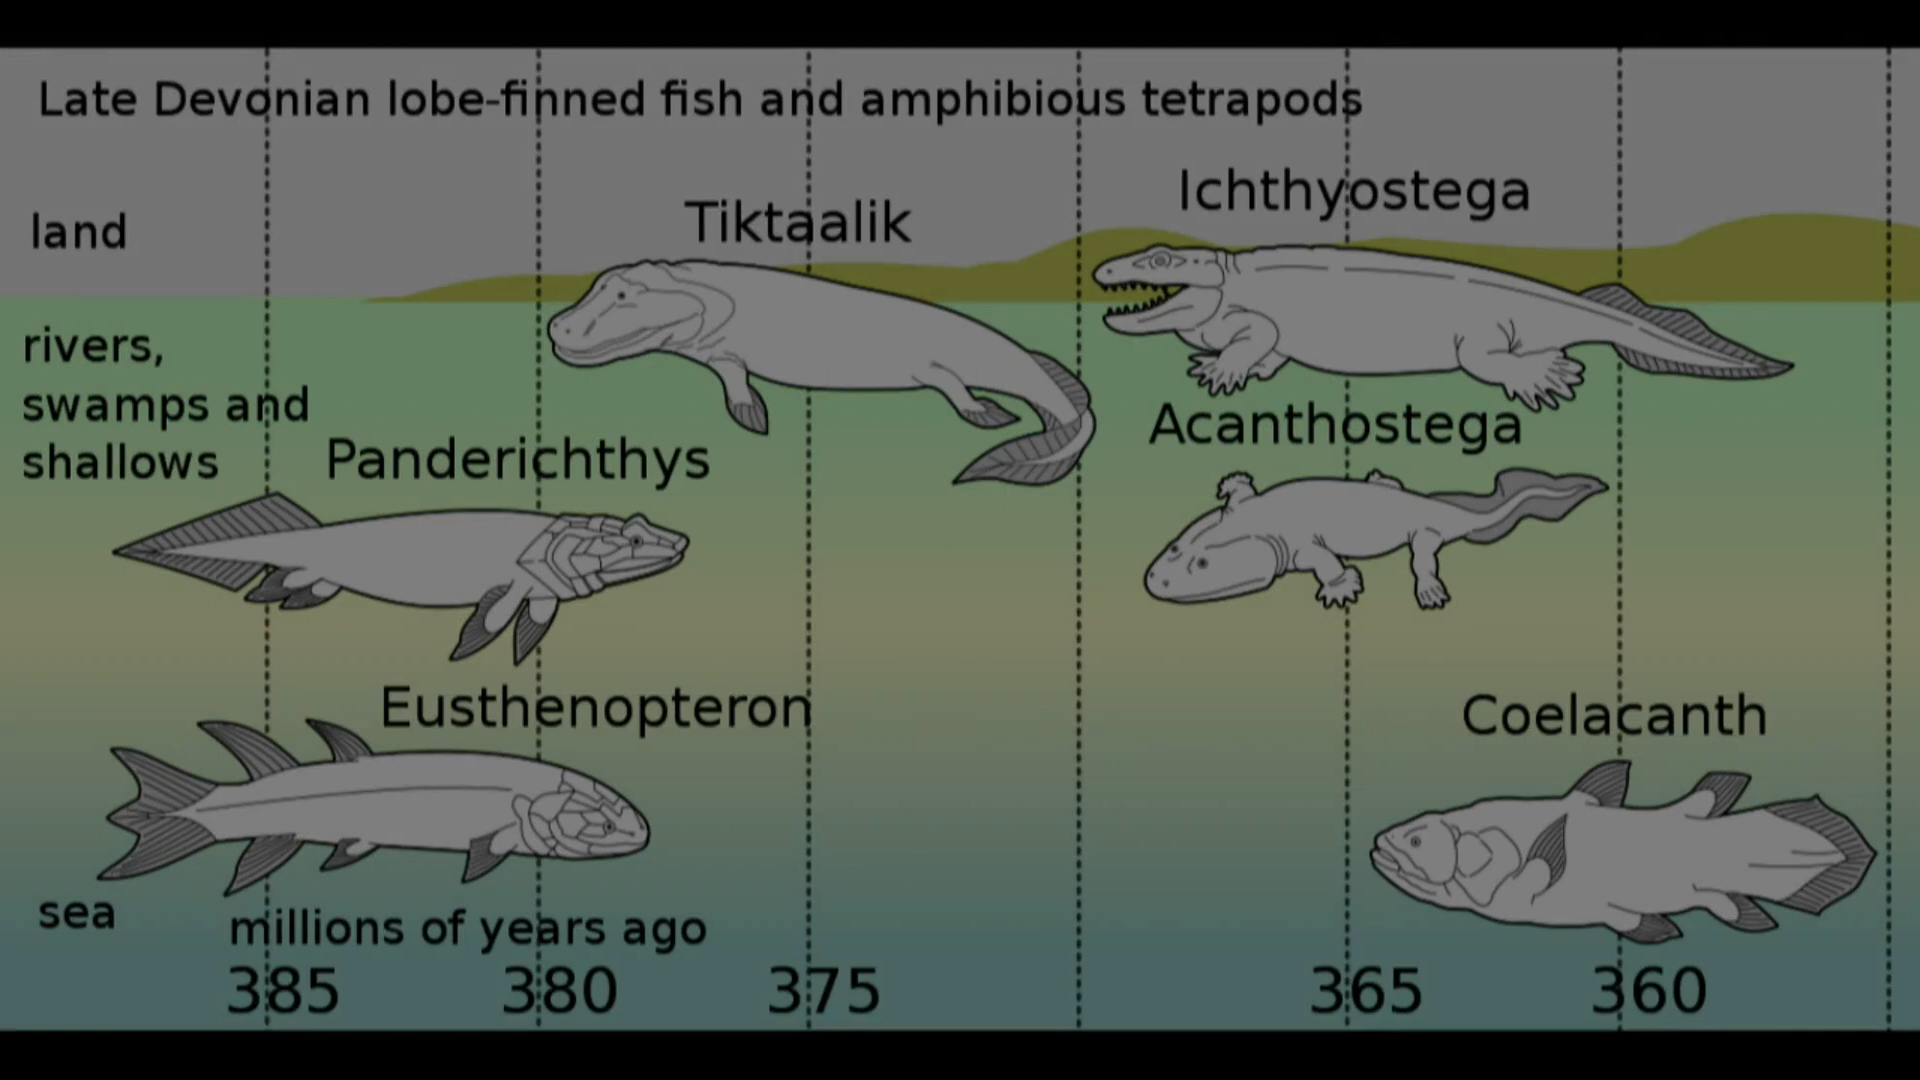 Late Devonian lobe-finned fish and amphibious tetrapods
Ichthyostega
Tiktaalik
land
rivers,
swamps and
shallows
Acanthostega
Panderichthys
Eusthenopteron
Coelacanth
sea
millions of years ago
385 380 375 365 360